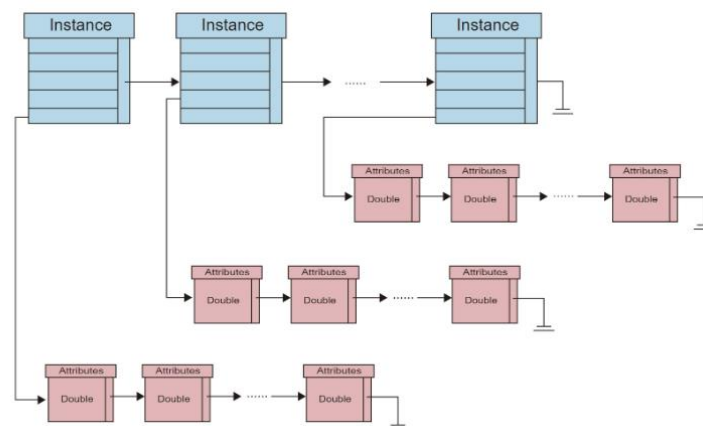 Instance
Instance
Instance
......
Attributes
Attributes
Attributes
Double
Double
......
Double
Attributes
Attributes
Attributes
Double
Double
......
Double
Attributes
Attributes
Attributes
Double
Double
......
Double